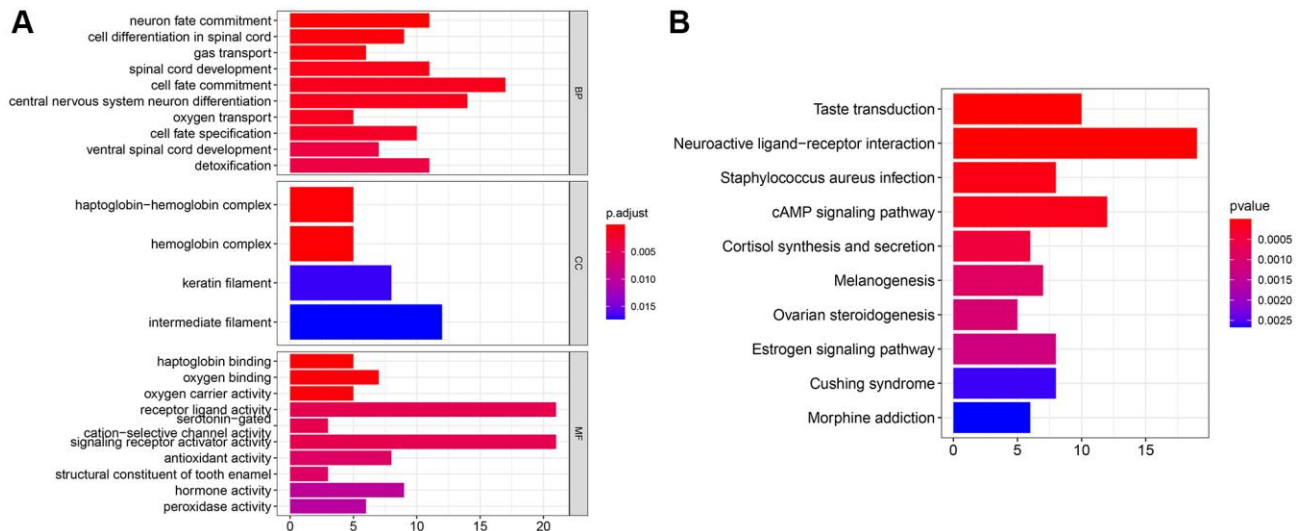 A
neuron fate commitment
cell differentiation in spinal cord
gas transport
spinal cord development
cell fate commitment
central nervous system neuron differentiation
oxygen transport
cell fate specification
ventral spinal cord development
detoxification
BP
haptoglobin−hemoglobin complex
hemoglobin complex
keratin filament
intermediate filament
CC
haptoglobin binding
oxygen binding
oxygen carrier activity
receptor ligand activity
serotonin−gated
cation−selective channel activity
signaling receptor activator activity
antioxidant activity
structural constituent of tooth enamel
hormone activity
peroxidase activity
MF
0 5 10 15 20
p.adjust
0.005
0.010
0.015
B
Taste transduction
Neuroactive ligand−receptor interaction
Staphylococcus aureus infection
cAMP signaling pathway
Cortisol synthesis and secretion
Melanogenesis
Ovarian steroidogenesis
Estrogen signaling pathway
Cushing syndrome
Morphine addiction
0 5 10 15
pvalue
0.0005
0.0010
0.0015
0.0020
0.0025